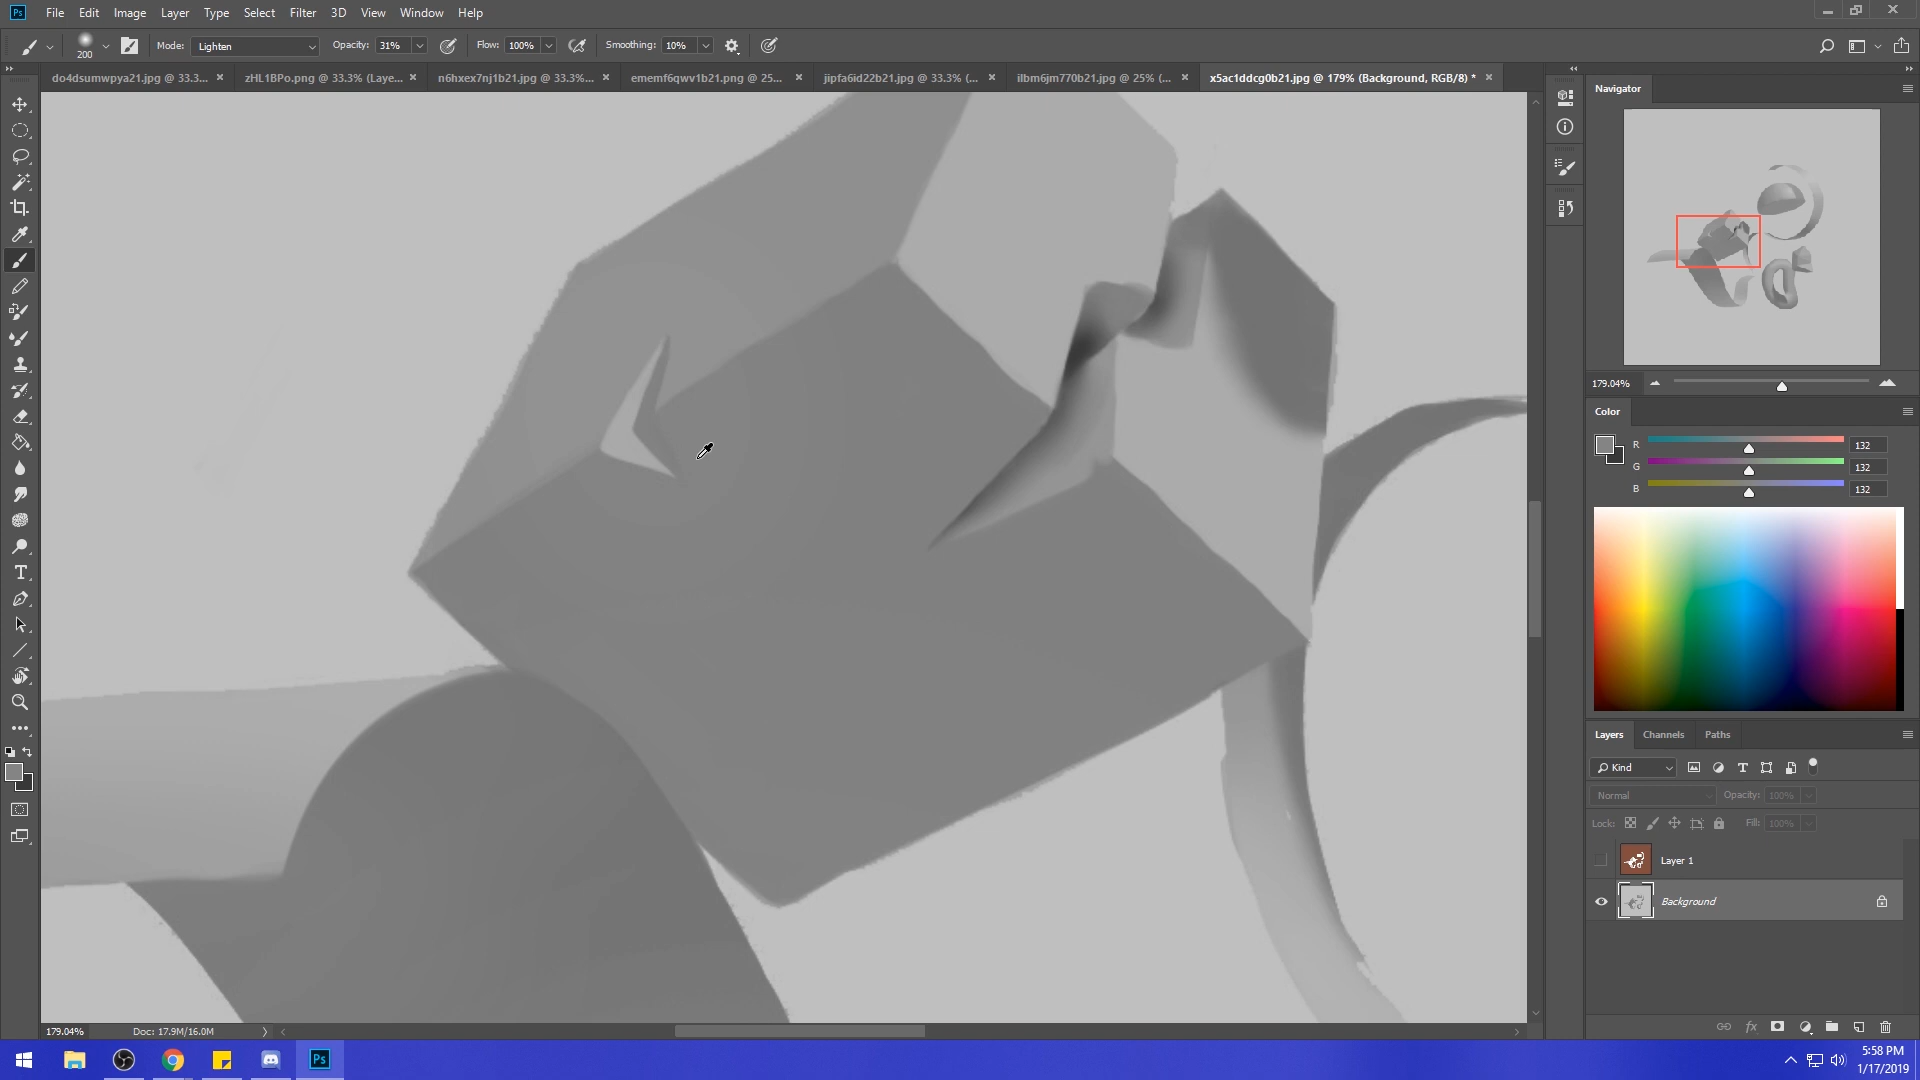 Ps File Edit Image Layer Type Select Filter 3D View Window Help
200 Mode: Lighten Opacity: 31% Flow: 100% Smoothing: 10%
do4dsumwpya21.jpg @ 33.3... × zHL1BPo.png @ 33.3% (Laye... × n6hxex7nj1b21.jpg @ 33.3%... × ememf6qwv1b21.png @ 25... × jipfa6id22b21.jpg @ 33.3% (... × ilbm6jm770b21.jpg @ 25% (... × x5ac1ddcg0b21.jpg @ 179% (Background, RGB/8) * ×
Navigator
179.04%
Color
R 132
G 132
B 132
Layers Channels Paths
Kind
Normal Opacity: 100%
Lock: Fill: 100%
Layer 1
Background
179.04% Doc: 17.9M/16.0M
Ps
5:58 PM
1/17/2019